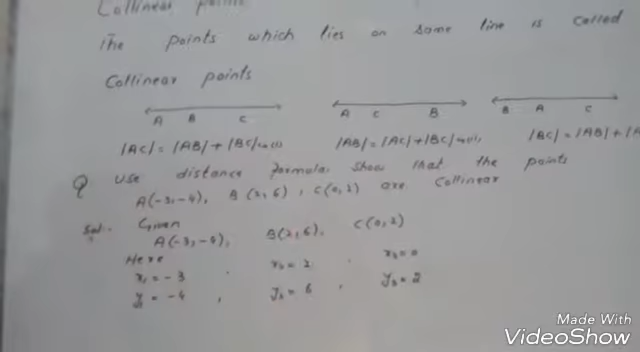 Collinear points
The points which lies on same line is called
Collinear points
A B C
A C B
B A C
|AC| = |AB| + |BC|
|AB| = |AC| + |BC|
|BC| = |AB| + |A
Q Use distance formula, show that the points
A(-3,-4), B(2,6), C(0,2) are Collinear
Sol:- Given
A(-3,-4), B(2,6), C(0,2)
Here
x₁ = -3 , x₂ = 2 , x₃ = 0
y = -4 , y₂ = 6 , y₃ = 2
Made With
VideoShow